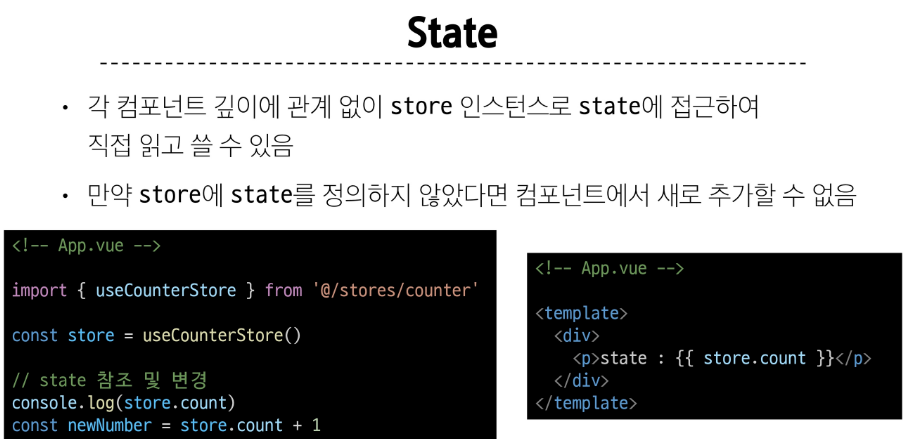 State
• 각 컴포넌트 깊이에 관계 없이 store 인스턴스로 state에 접근하여
직접 읽고 쓸 수 있음
• 만약 store에 state를 정의하지 않았다면 컴포넌트에서 새로 추가할 수 없음
<!-- App.vue -->
import { useCounterStore } from '@/stores/counter'
const store = useCounterStore()
// state 참조 및 변경
console.log(store.count)
const newNumber = store.count + 1
<!-- App.vue -->
<template>
<div>
<p>state : {{ store.count }}</p>
</div>
</template>